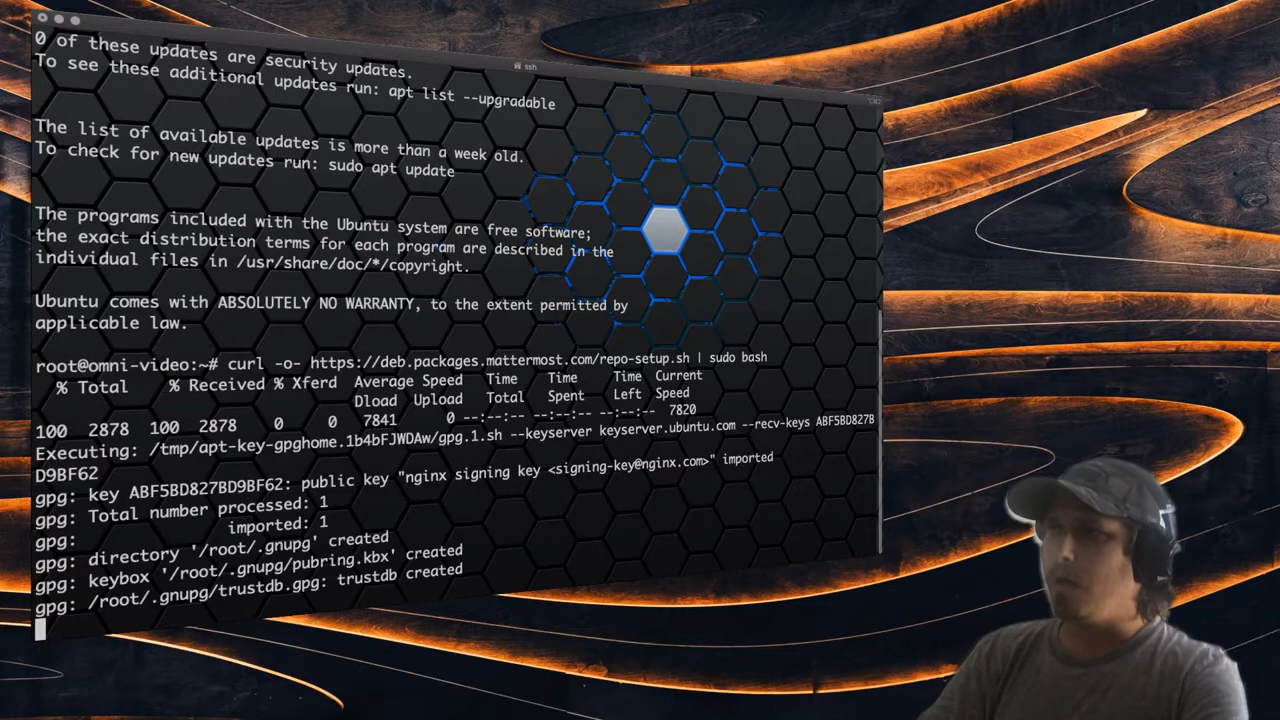 ssh
0 of these updates are security updates.
To see these additional updates run: apt list --upgradable
The list of available updates is more than a week old.
To check for new updates run: sudo apt update
The programs included with the Ubuntu system are free software;
the exact distribution terms for each program are described in the
individual files in /usr/share/doc/*/copyright.
Ubuntu comes with ABSOLUTELY NO WARRANTY, to the extent permitted by
applicable law.
root@omni-video:~# curl -o- https://deb.packages.mattermost.com/repo-setup.sh | sudo bash
% Total % Received % Xferd Average Speed Time Time Time Current
Dload Upload Total Spent Left Speed
100 2878 100 2878 0 0 7841 0 --:--:-- --:--:-- --:--:-- 7820
Executing: /tmp/apt-key-gpghome.1b4bFJWDAw/gpg.1.sh --keyserver keyserver.ubuntu.com --recv-keys ABF5BD827B
D9BF62
gpg: key ABF5BD827BD9BF62: public key "nginx signing key <signing-key@nginx.com>" imported
gpg: Total number processed: 1
gpg: imported: 1
gpg: directory '/root/.gnupg' created
gpg: keybox '/root/.gnupg/pubring.kbx' created
gpg: /root/.gnupg/trustdb.gpg: trustdb created